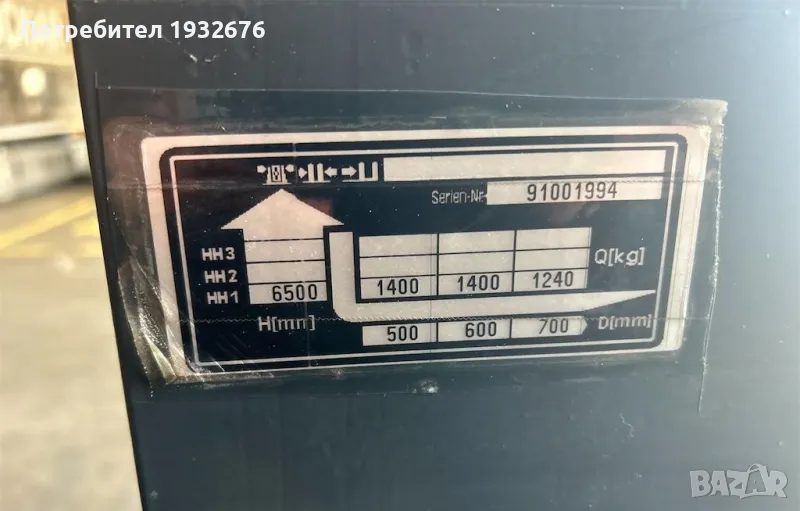 Потребител 1932676
Serien-Nr. 91001994
HH3
HH2
HH1 6500 1400 1400 1240 Q[kg]
H[mm] 500 600 700 D[mm]
BAZAR